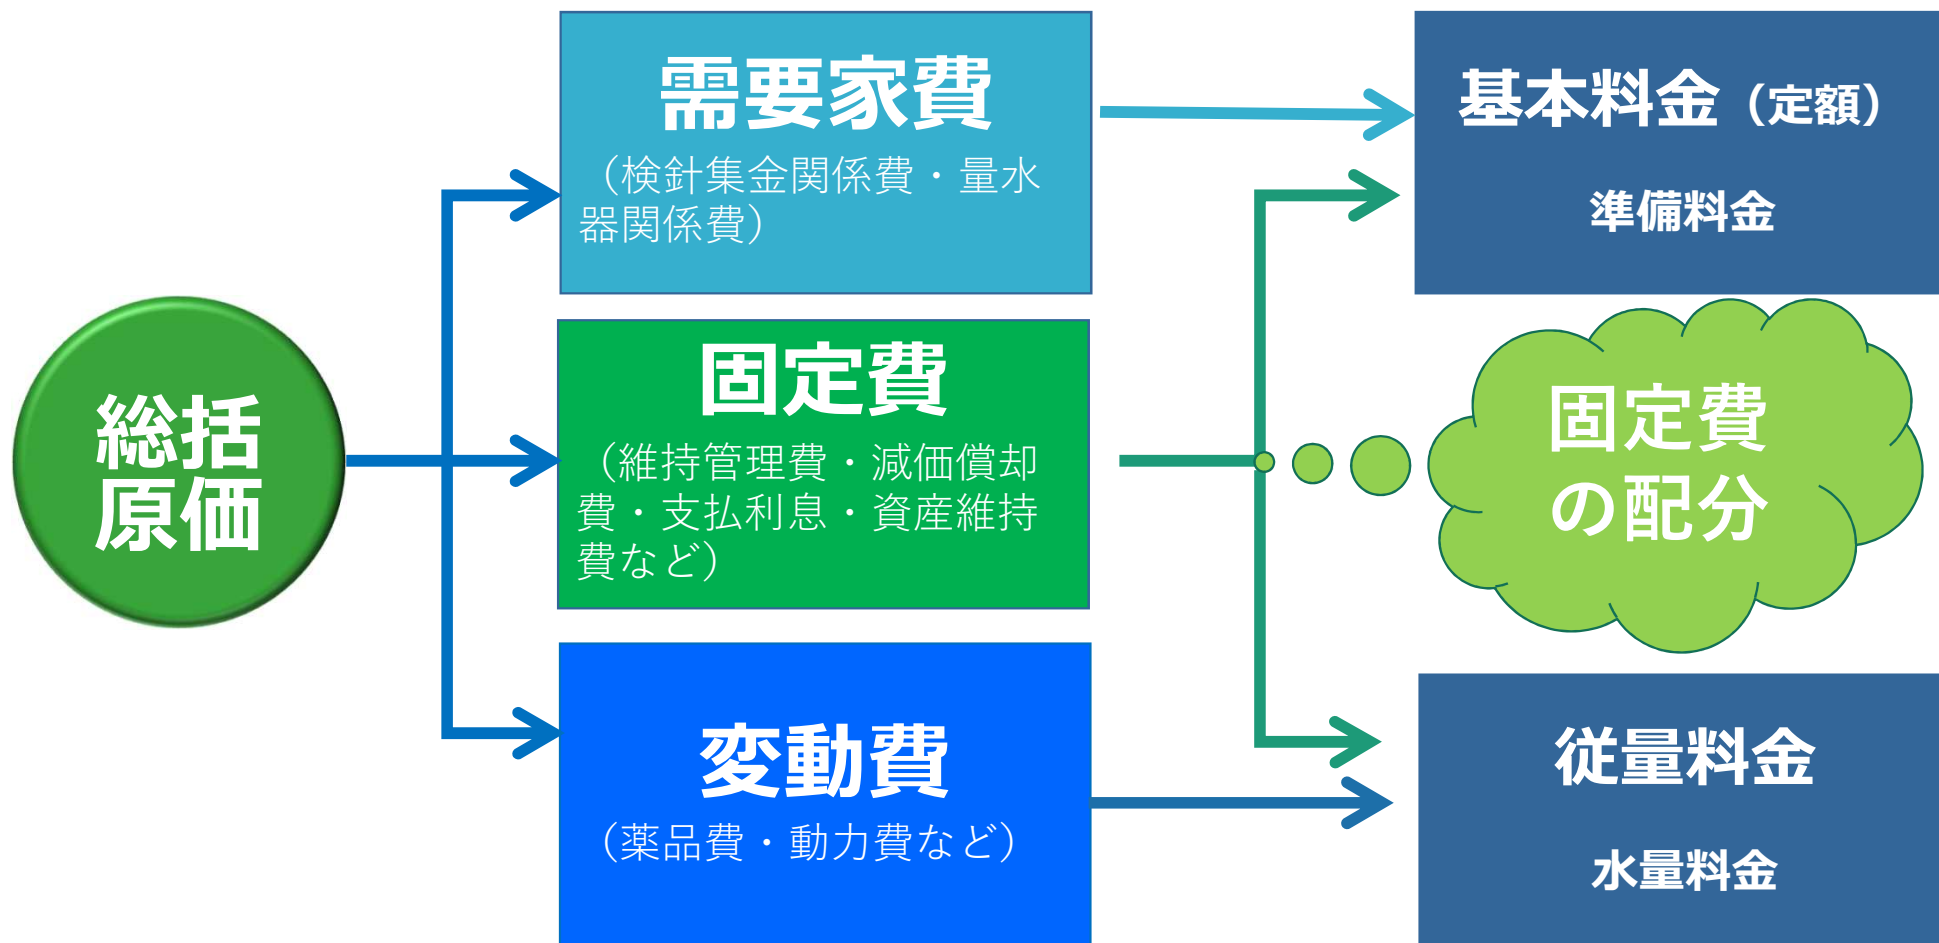 総括
原価
需要家費
（検針集金関係費・量水
器関係費）
固定費
（維持管理費・減価償却
費・支払利息・資産維持
費など）
変動費
（薬品費・動力費など）
基本料金（定額）
準備料金
固定費
の配分
従量料金
水量料金